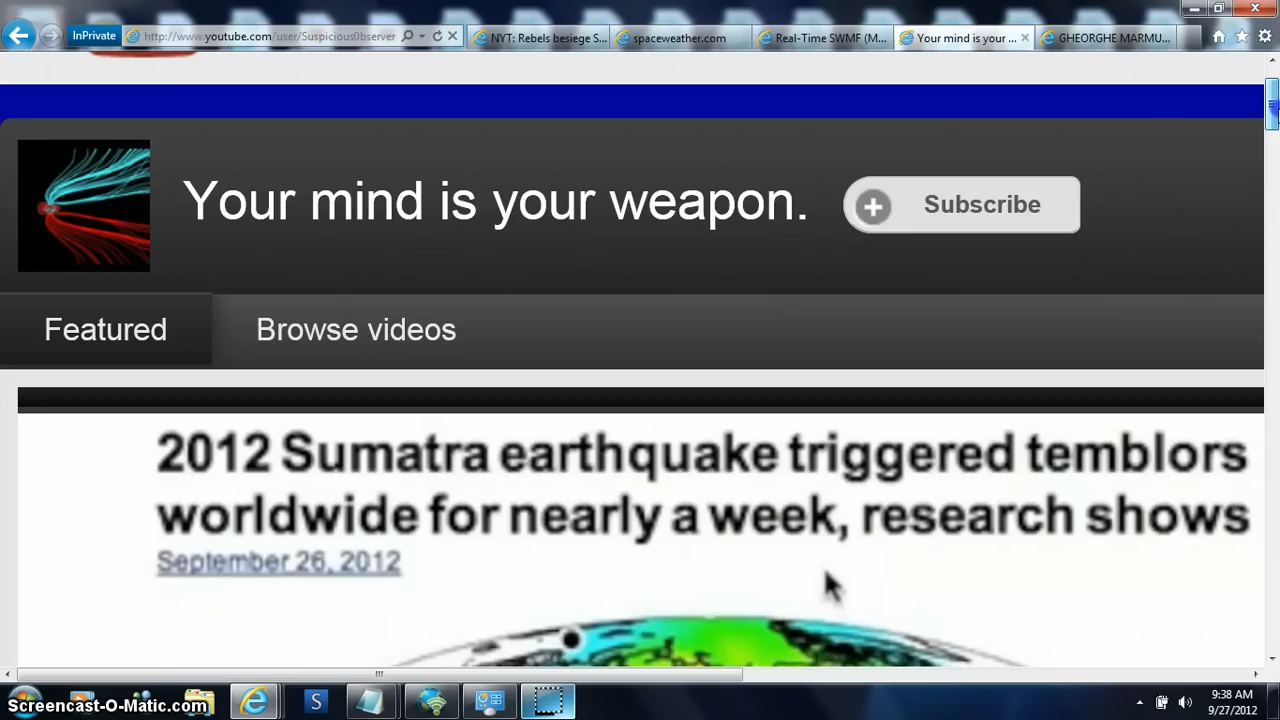 InPrivate
http://www.youtube.com/user/Suspicious0bserver
NYT: Rebels besiege S...
spaceweather.com
Real-Time SWMF (M...
Your mind is your ...
GHEORGHE MARMU...
Your mind is your weapon.
Subscribe
Featured
Browse videos
2012 Sumatra earthquake triggered temblors
worldwide for nearly a week, research shows
September 26, 2012
S
9:38 AM
Screencast-O-Matic.com
9/27/2012